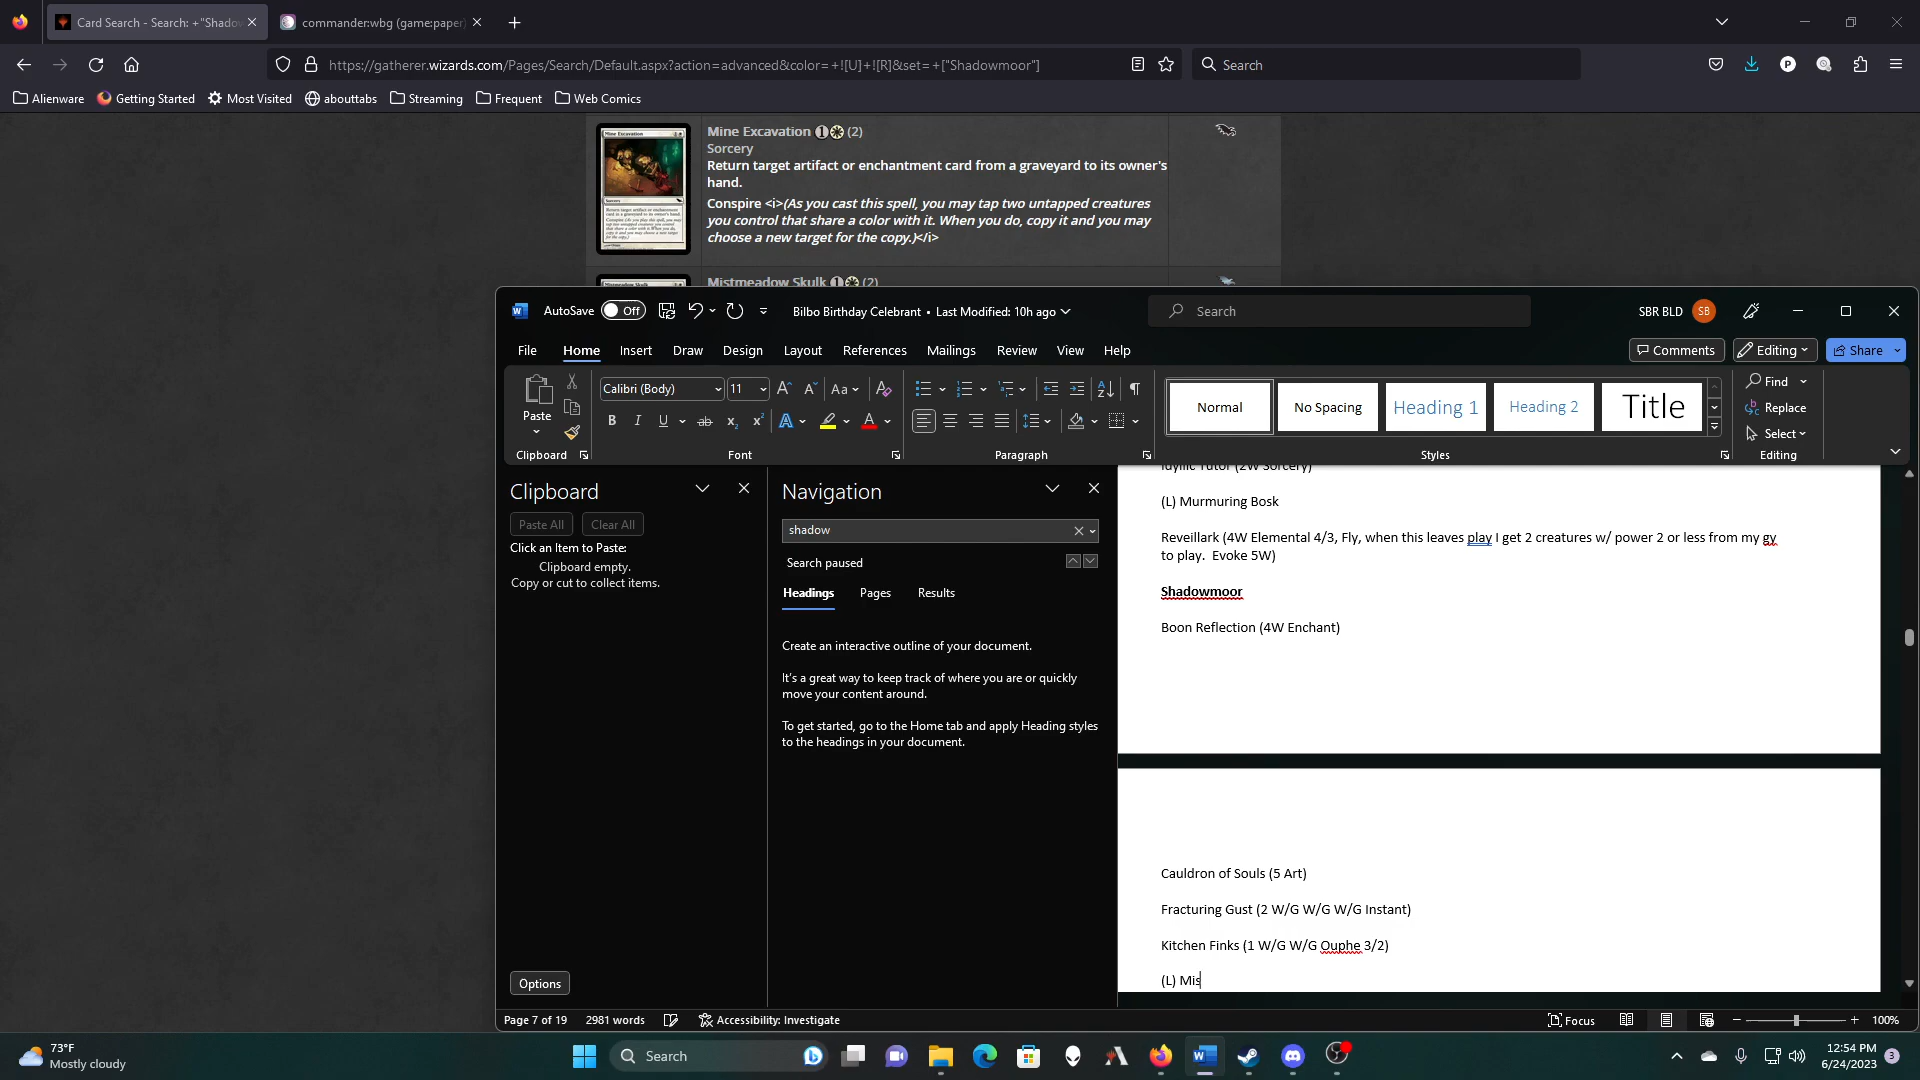 Card Search - Search: +"Shadow
commander:wbg (game:paper)
https://gatherer.wizards.com/Pages/Search/Default.aspx?action=advanced&color=+![U]+![R]&set=+["Shadowmoor"]
Search
Alienware
Getting Started
Most Visited
abouttabs
Streaming
Frequent
Web Comics
Mine Excavation 1 (2)
Sorcery
Return target artifact or enchantment card from a graveyard to its owner's
hand.
Conspire <i>(As you cast this spell, you may tap two untapped creatures
you control that share a color with it. When you do, copy it and you may
choose a new target for the copy.)</i>
Mistmeadow Skulk 1 (2)
AutoSave Off
Bilbo Birthday Celebrant • Last Modified: 10h ago
Search
SBR BLD SB
File Home Insert Draw Design Layout References Mailings Review View Help
Comments Editing Share
Paste
Calibri (Body) 11
Aa
B I U ab x2 x2 A A
Normal
No Spacing
Heading 1
Heading 2
Title
Find
Replace
Select
Clipboard Font Paragraph Styles Editing
Clipboard
Paste All Clear All
Click an Item to Paste:
Clipboard empty.
Copy or cut to collect items.
Options
Navigation
shadow
Search paused
Headings Pages Results
Create an interactive outline of your document.
It's a great way to keep track of where you are or quickly
move your content around.
To get started, go to the Home tab and apply Heading styles
to the headings in your document.
Idyllic Tutor (2W Sorcery)
(L) Murmuring Bosk
Reveillark (4W Elemental 4/3, Fly, when this leaves play I get 2 creatures w/ power 2 or less from my gy
to play. Evoke 5W)
Shadowmoor
Boon Reflection (4W Enchant)
Cauldron of Souls (5 Art)
Fracturing Gust (2 W/G W/G W/G Instant)
Kitchen Finks (1 W/G W/G Ouphe 3/2)
(L) Mis
Page 7 of 19 2981 words
Accessibility: Investigate
Focus
100%
73°F
Mostly cloudy
Search
12:54 PM
6/24/2023
3